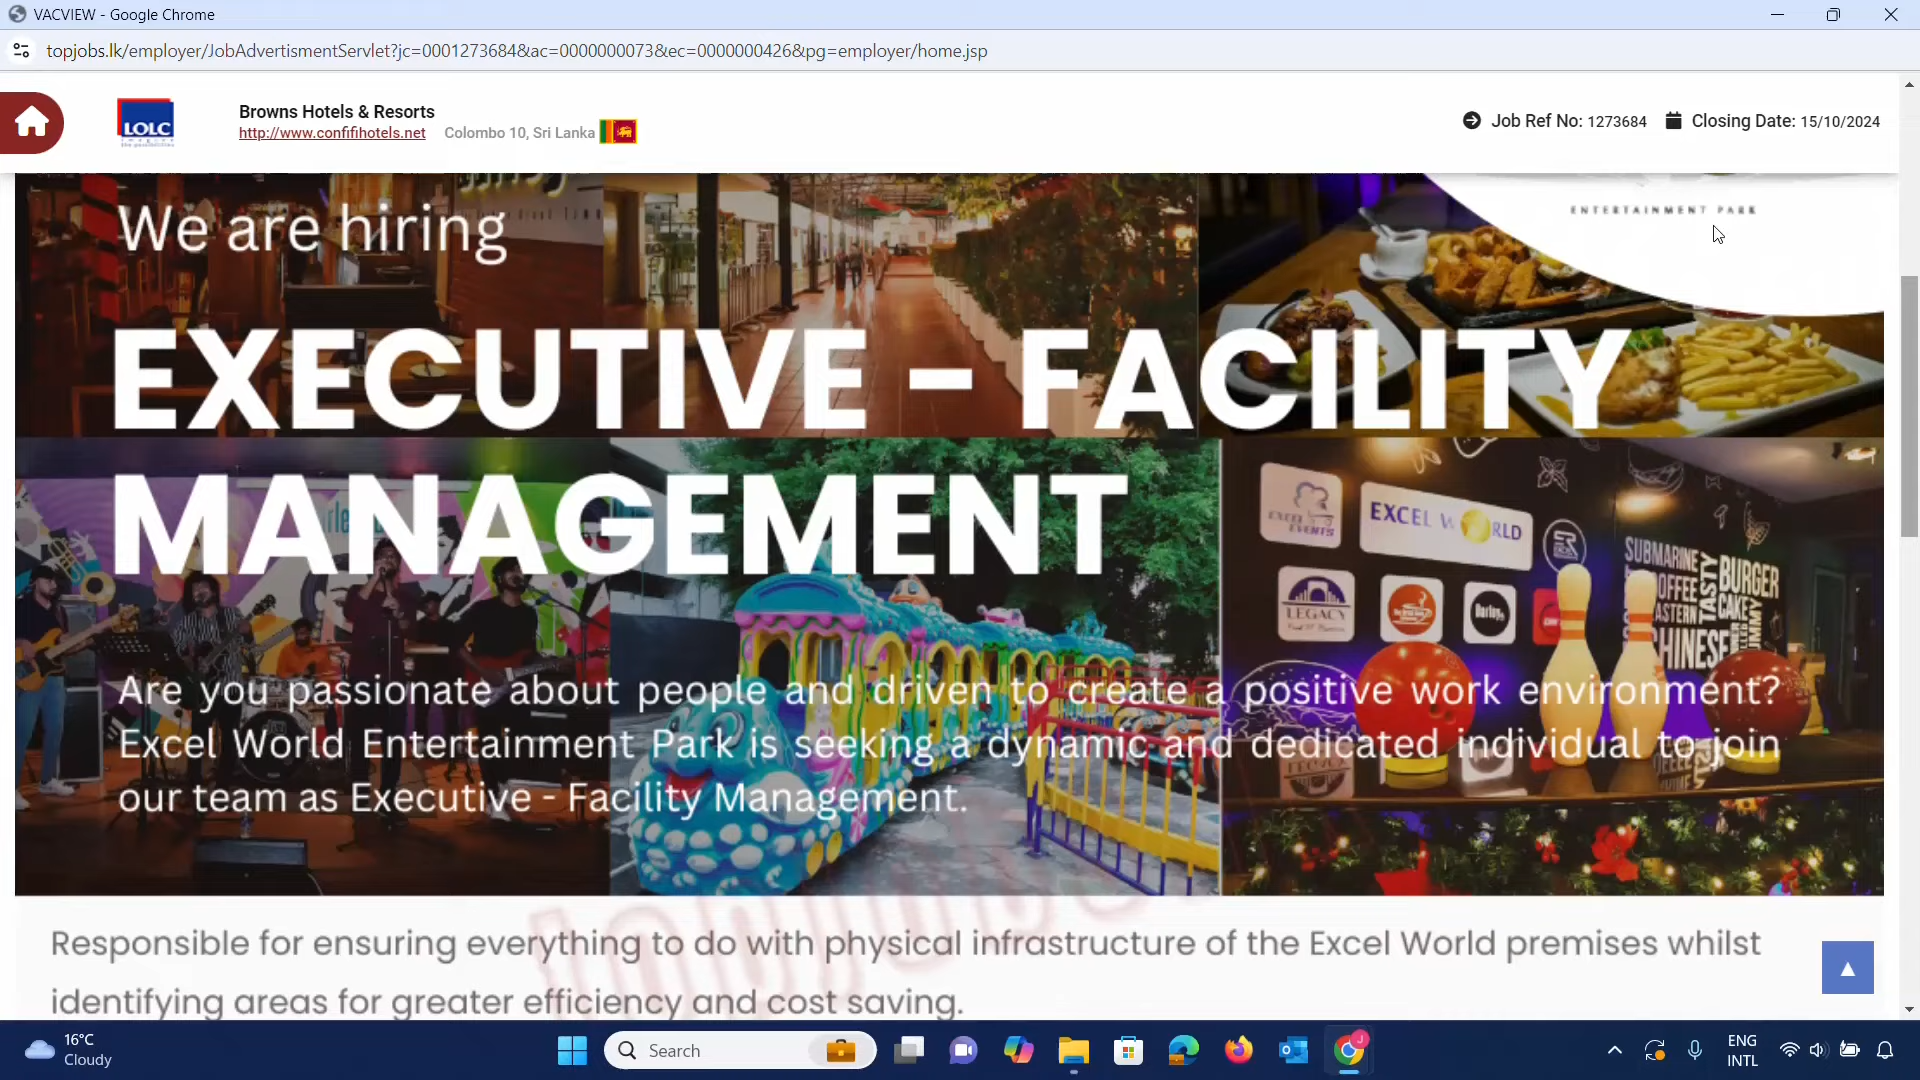 VACVIEW - Google Chrome
topjobs.lk/employer/JobAdvertismentServlet?jc=0001273684&ac=0000000073&ec=0000000426&pg=employer/home.jsp
LOLC
Browns Hotels & Resorts
http://www.confifihotels.net Colombo 10, Sri Lanka
Job Ref No: 1273684 Closing Date: 15/10/2024
ENTERTAINMENT PARK
We are hiring
EXECUTIVE - FACILITY
MANAGEMENT
EXCEL EVENTS
EXCEL WORLD
LEGACY
SUBMARINE
COFFEE
EASTERN
CHINESE
TASTY
BURGER
CAKE
YUMMY
Are you passionate about people and driven to create a positive work environment?
Excel World Entertainment Park is seeking a dynamic and dedicated individual to join
our team as Executive - Facility Management.
Responsible for ensuring everything to do with physical infrastructure of the Excel World premises whilst
identifying areas for greater efficiency and cost saving.
16°C
Cloudy
Search
ENG
INTL